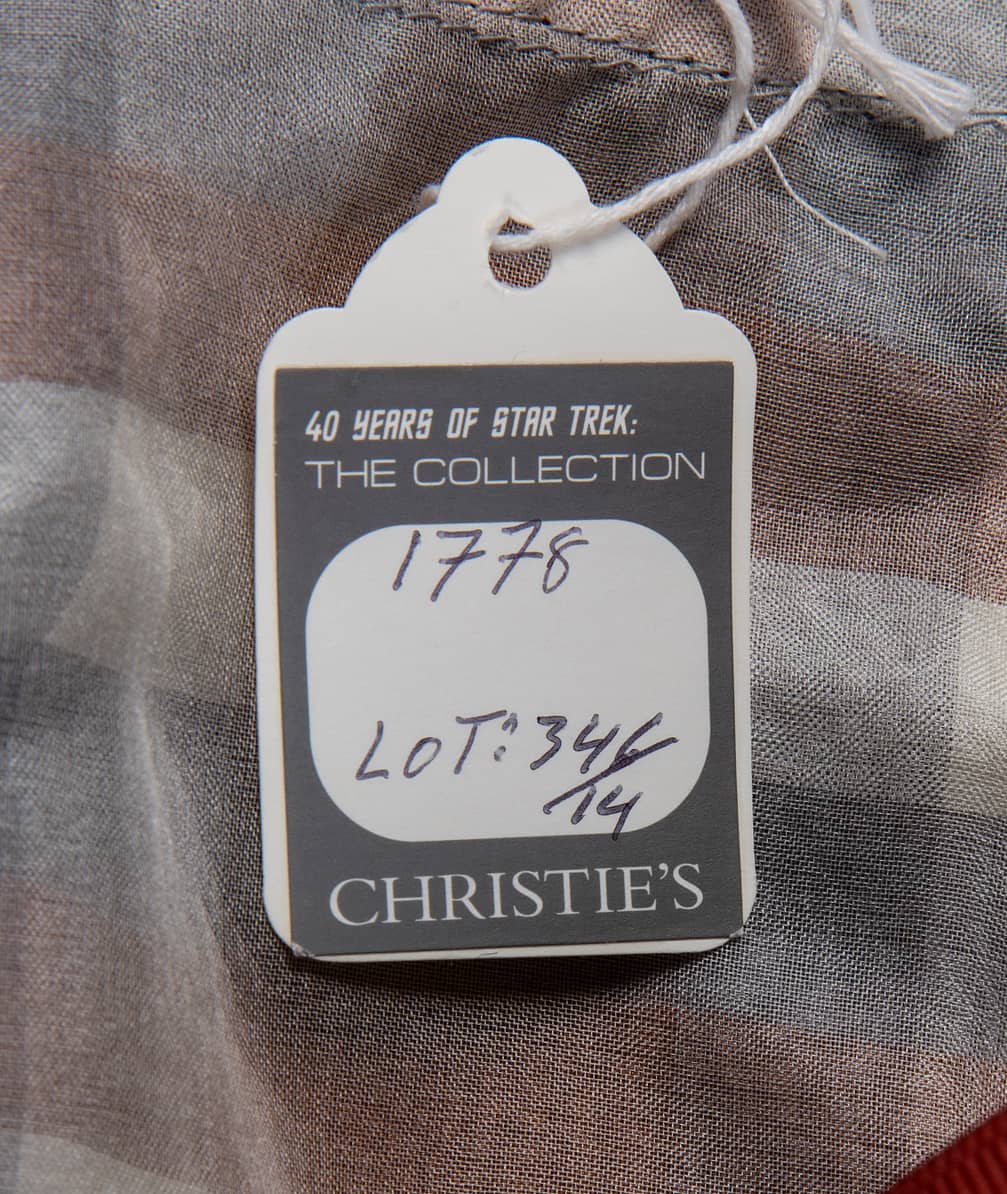 40 YEARS OF STAR TREK:
THE COLLECTION
1778
LOT: 346/14
CHRISTIE'S